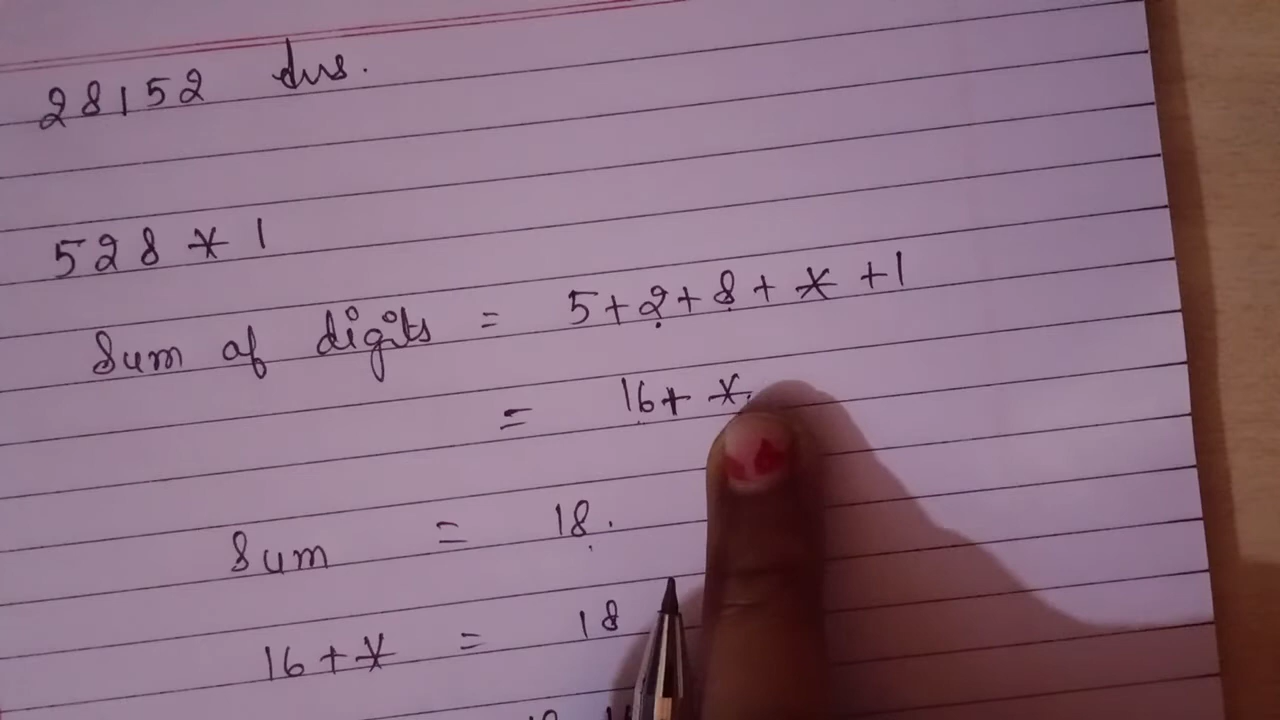 28152 Ans.
528*1
Sum of digits = 5+2+8+*+1
= 16+*
Sum = 18.
16+* = 18